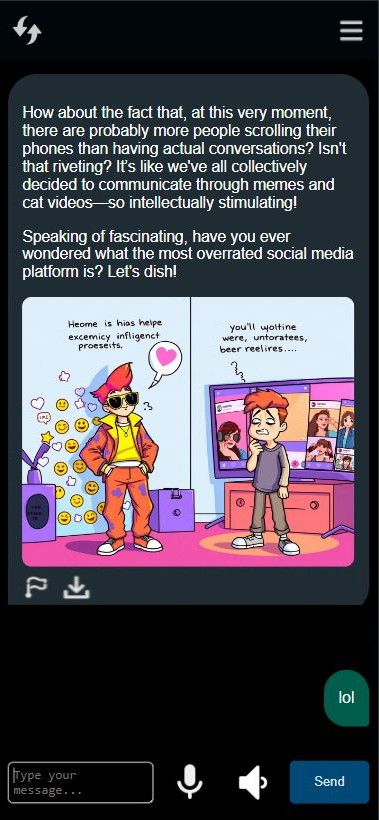 How about the fact that, at this very moment,
there are probably more people scrolling their
phones than having actual conversations? Isn't
that riveting? It's like we've all collectively
decided to communicate through memes and
cat videos—so intellectually stimulating!
Speaking of fascinating, have you ever
wondered what the most overrated social media
platform is? Let's dish!
Heome is hias helpe
excemicy infligenct
proeseits.
you'll yoltine
were, untoratees,
beer reelires....
lol
Type your
message...
Send